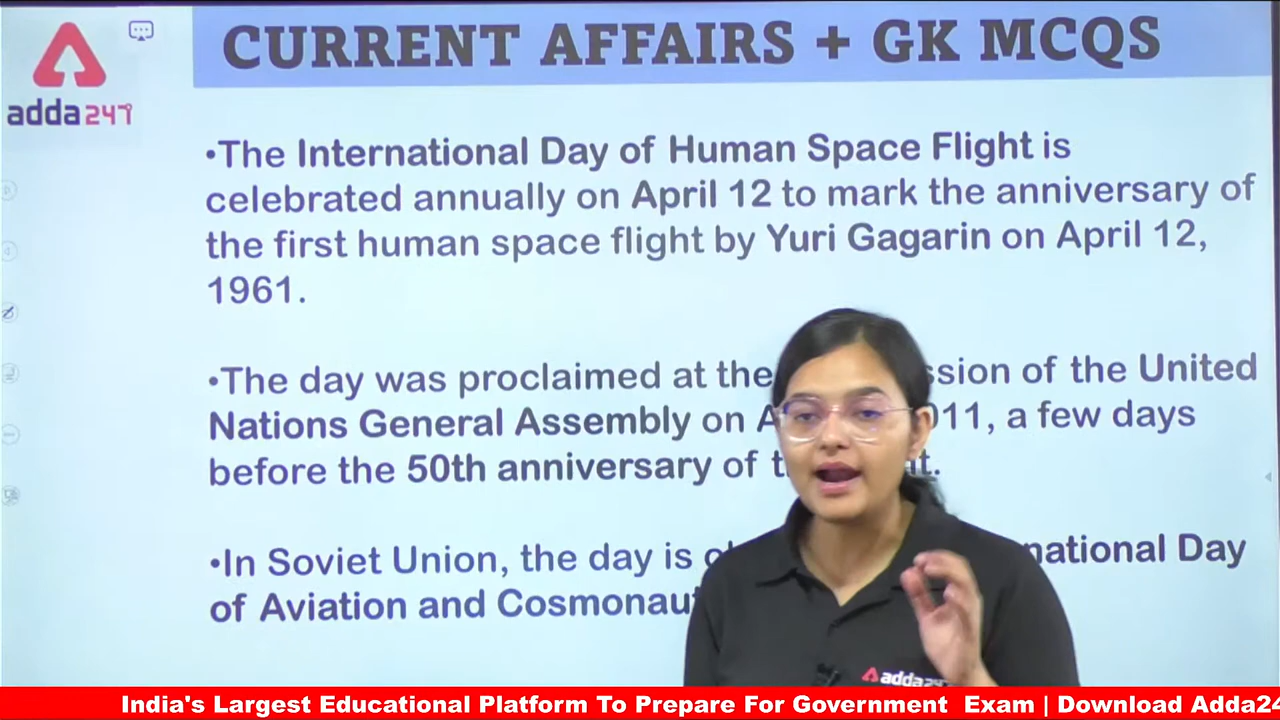 CURRENT AFFAIRS + GK MCQS
adda247
•The International Day of Human Space Flight is
celebrated annually on April 12 to mark the anniversary of
the first human space flight by Yuri Gagarin on April 12,
1961.
•The day was proclaimed at the ssion of the United
Nations General Assembly on A 011, a few days
before the 50th anniversary of t nt.
•In Soviet Union, the day is national Day
of Aviation and Cosmonau
adda247
India's Largest Educational Platform To Prepare For Government Exam | Download Adda24